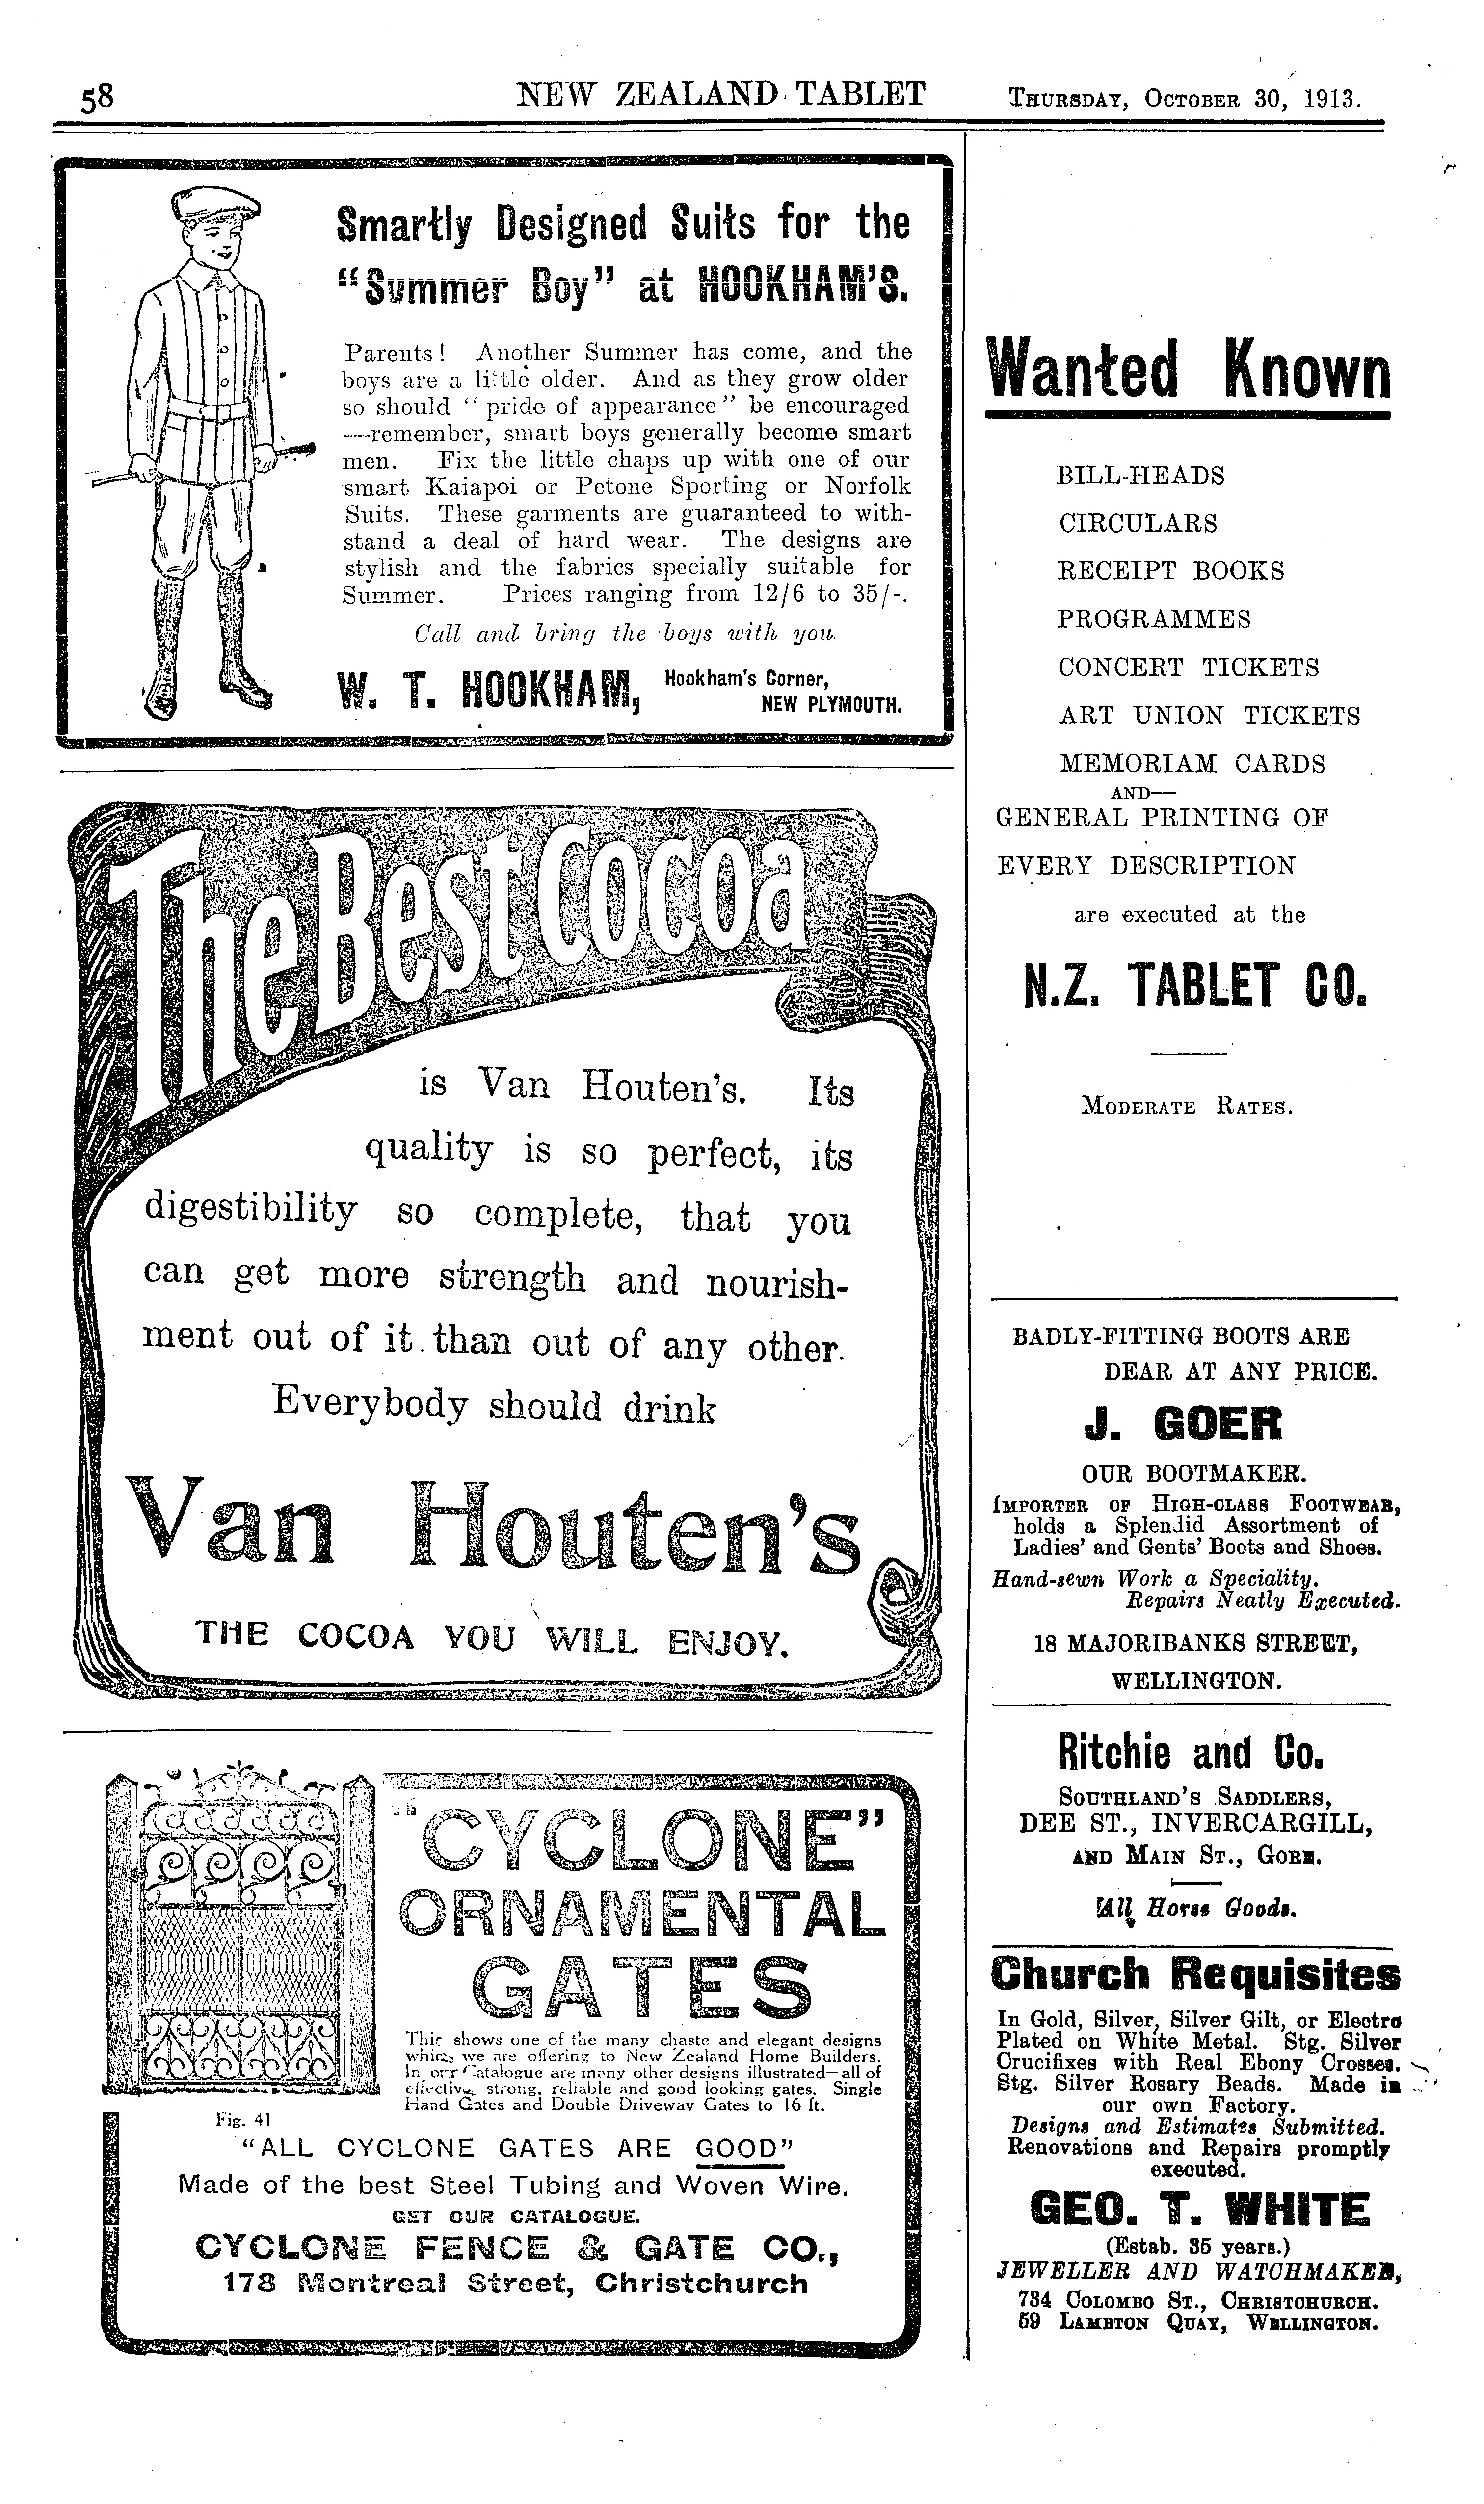 58
NEW ZEALAND TABLET
THURSDAY, OCTOBER 30, 1913.
Smartly Designed Suits for the
"Summer Boy" at HOOKHAM'S.
Parents! Another Summer has come, and the
boys are a little older. And as they grow older
so should "pride of appearance" be encouraged
—remember, smart boys generally become smart
men. Fix the little chaps up with one of our
smart Kaiapoi or Petone Sporting or Norfolk
Suits. These garments are guaranteed to with-
stand a deal of hard wear. The designs are
stylish and the fabrics specially suitable for
Summer. Prices ranging from 12/6 to 35/-.
Call and bring the boys with you.
W. T. HOOKHAM, Hookham's Corner,
NEW PLYMOUTH.
The Best Cocoa
is Van Houten's. Its
quality is so perfect, its
digestibility so complete, that you
can get more strength and nourish-
ment out of it than out of any other.
Everybody should drink
Van Houten's
THE COCOA YOU WILL ENJOY.
"CYCLONE"
ORNAMENTAL
GATES
This shows one of the many chaste and elegant designs
which we are offering to New Zealand Home Builders.
In our Catalogue are many other designs illustrated—all of
effective, strong, reliable and good looking gates. Single
Hand Gates and Double Driveway Gates to 16 ft.
Fig. 41
"ALL CYCLONE GATES ARE GOOD"
Made of the best Steel Tubing and Woven Wire.
GET OUR CATALOGUE.
CYCLONE FENCE & GATE CO.,
178 Montreal Street, Christchurch
Wanted Known
BILL-HEADS
CIRCULARS
RECEIPT BOOKS
PROGRAMMES
CONCERT TICKETS
ART UNION TICKETS
MEMORIAM CARDS
AND—
GENERAL PRINTING OF
EVERY DESCRIPTION
are executed at the
N.Z. TABLET CO.
MODERATE RATES.
BADLY-FITTING BOOTS ARE
DEAR AT ANY PRICE.
J. GOER
OUR BOOTMAKER.
IMPORTER OF HIGH-CLASS FOOTWEAR,
holds a Splendid Assortment of
Ladies' and Gents' Boots and Shoes.
Hand-sewn Work a Speciality.
Repairs Neatly Executed.
18 MAJORIBANKS STREET,
WELLINGTON.
Ritchie and Co.
SOUTHLAND'S SADDLERS,
DEE ST., INVERCARGILL,
AND MAIN ST., GORE.
All Horse Goods.
Church Requisites
In Gold, Silver, Silver Gilt, or Electro
Plated on White Metal. Stg. Silver
Crucifixes with Real Ebony Crosses.
Stg. Silver Rosary Beads. Made in
our own Factory.
Designs and Estimates Submitted.
Renovations and Repairs promptly
executed.
GEO. T. WHITE
(Estab. 35 years.)
JEWELLER AND WATCHMAKER,
734 COLOMBO ST., CHRISTCHURCH.
59 LAMBTON QUAY, WELLINGTON.